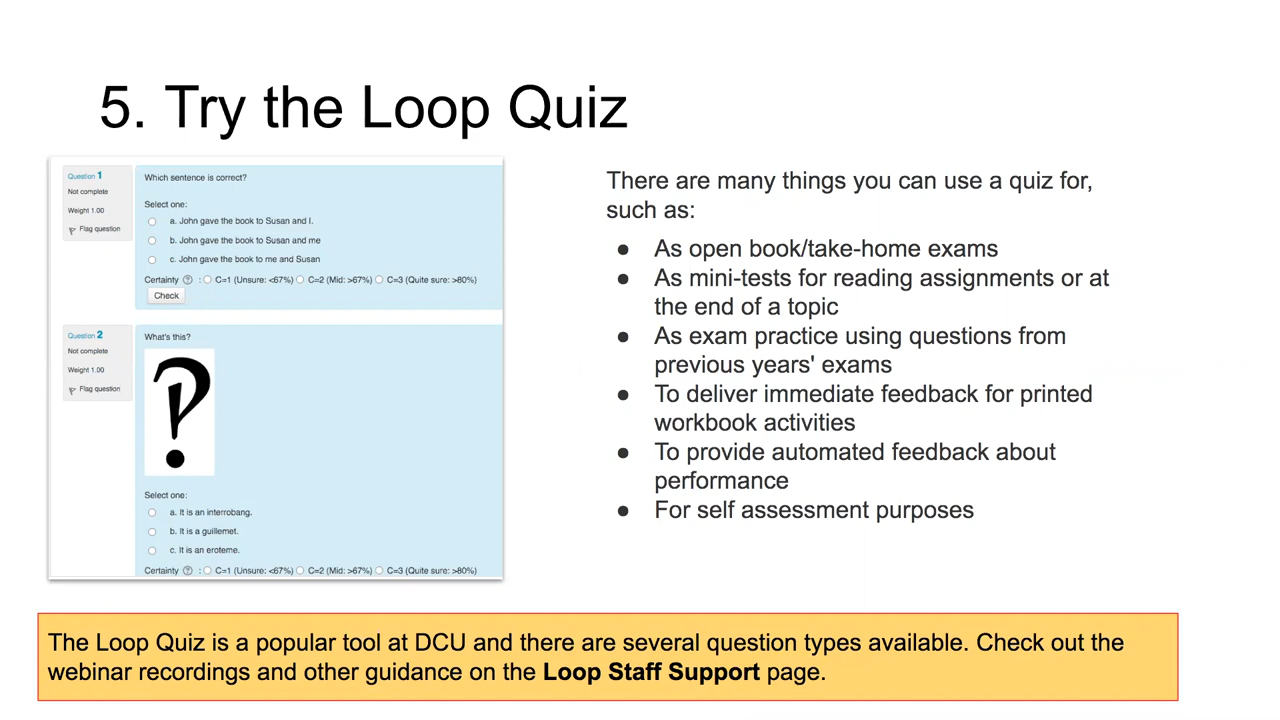 5. Try the Loop Quiz
Question 1
Not complete
Weight 1.00
Flag question
Which sentence is correct?
Select one:
a. John gave the book to Susan and I.
b. John gave the book to Susan and me
c. John gave the book to me and Susan
Certainty ? : C=1 (Unsure: <67%) C=2 (Mid: >67%) C=3 (Quite sure: >80%)
Check
Question 2
Not complete
Weight 1.00
Flag question
What's this?
‽
Select one:
a. It is an interrobang.
b. It is a guillemet.
c. It is an eroteme.
Certainty ? : C=1 (Unsure: <67%) C=2 (Mid: >67%) C=3 (Quite sure: >80%)
There are many things you can use a quiz for,
such as:
● As open book/take-home exams
● As mini-tests for reading assignments or at
the end of a topic
● As exam practice using questions from
previous years' exams
● To deliver immediate feedback for printed
workbook activities
● To provide automated feedback about
performance
● For self assessment purposes
The Loop Quiz is a popular tool at DCU and there are several question types available. Check out the
webinar recordings and other guidance on the Loop Staff Support page.